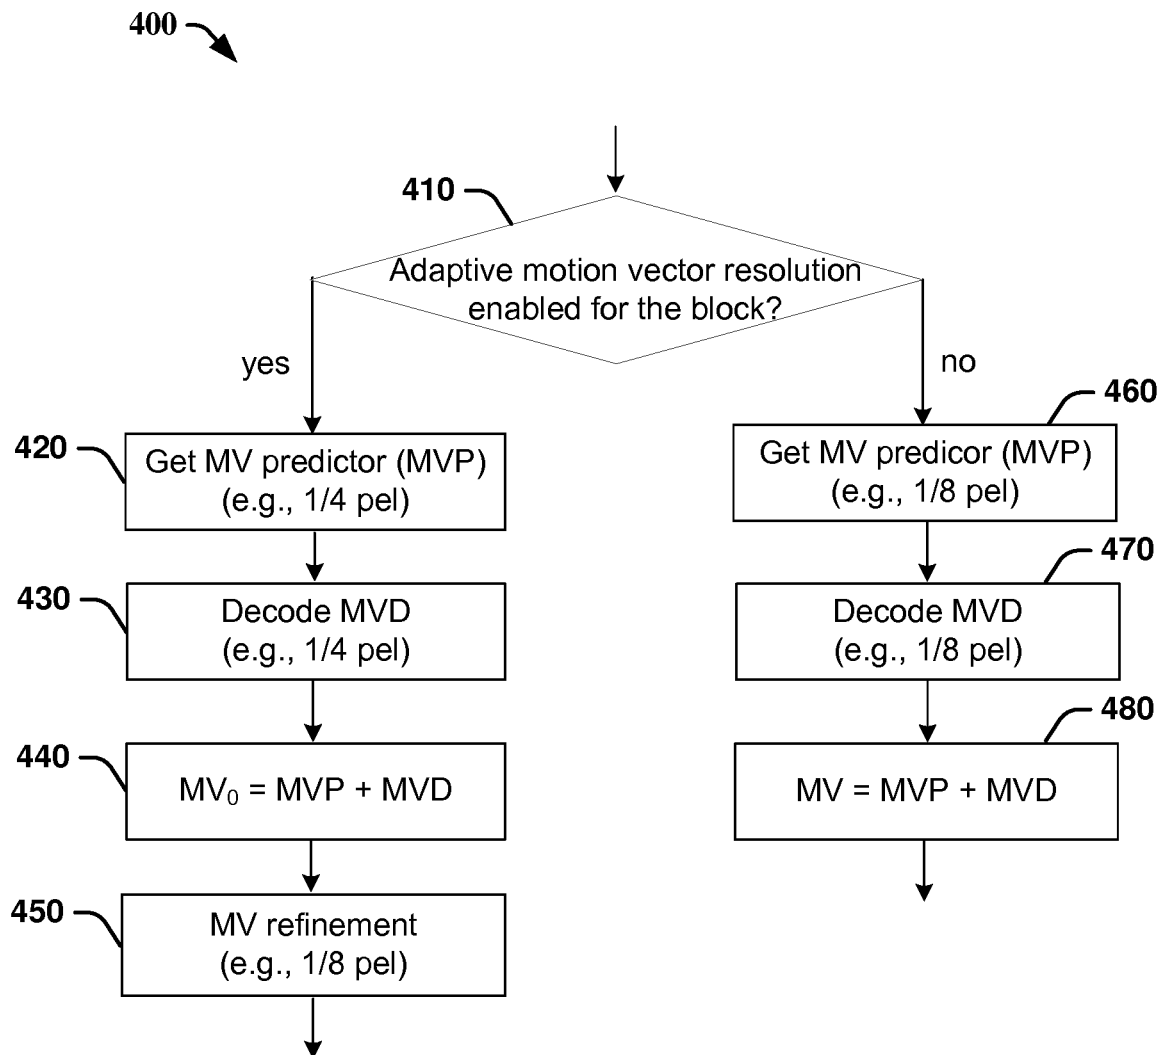 400
410
Adaptive motion vector resolution
enabled for the block?
yes
no
420
Get MV predictor (MVP)
(e.g., 1/4 pel)
430
Decode MVD
(e.g., 1/4 pel)
440
MV₀ = MVP + MVD
450
MV refinement
(e.g., 1/8 pel)
460
Get MV predicor (MVP)
(e.g., 1/8 pel)
470
Decode MVD
(e.g., 1/8 pel)
480
MV = MVP + MVD